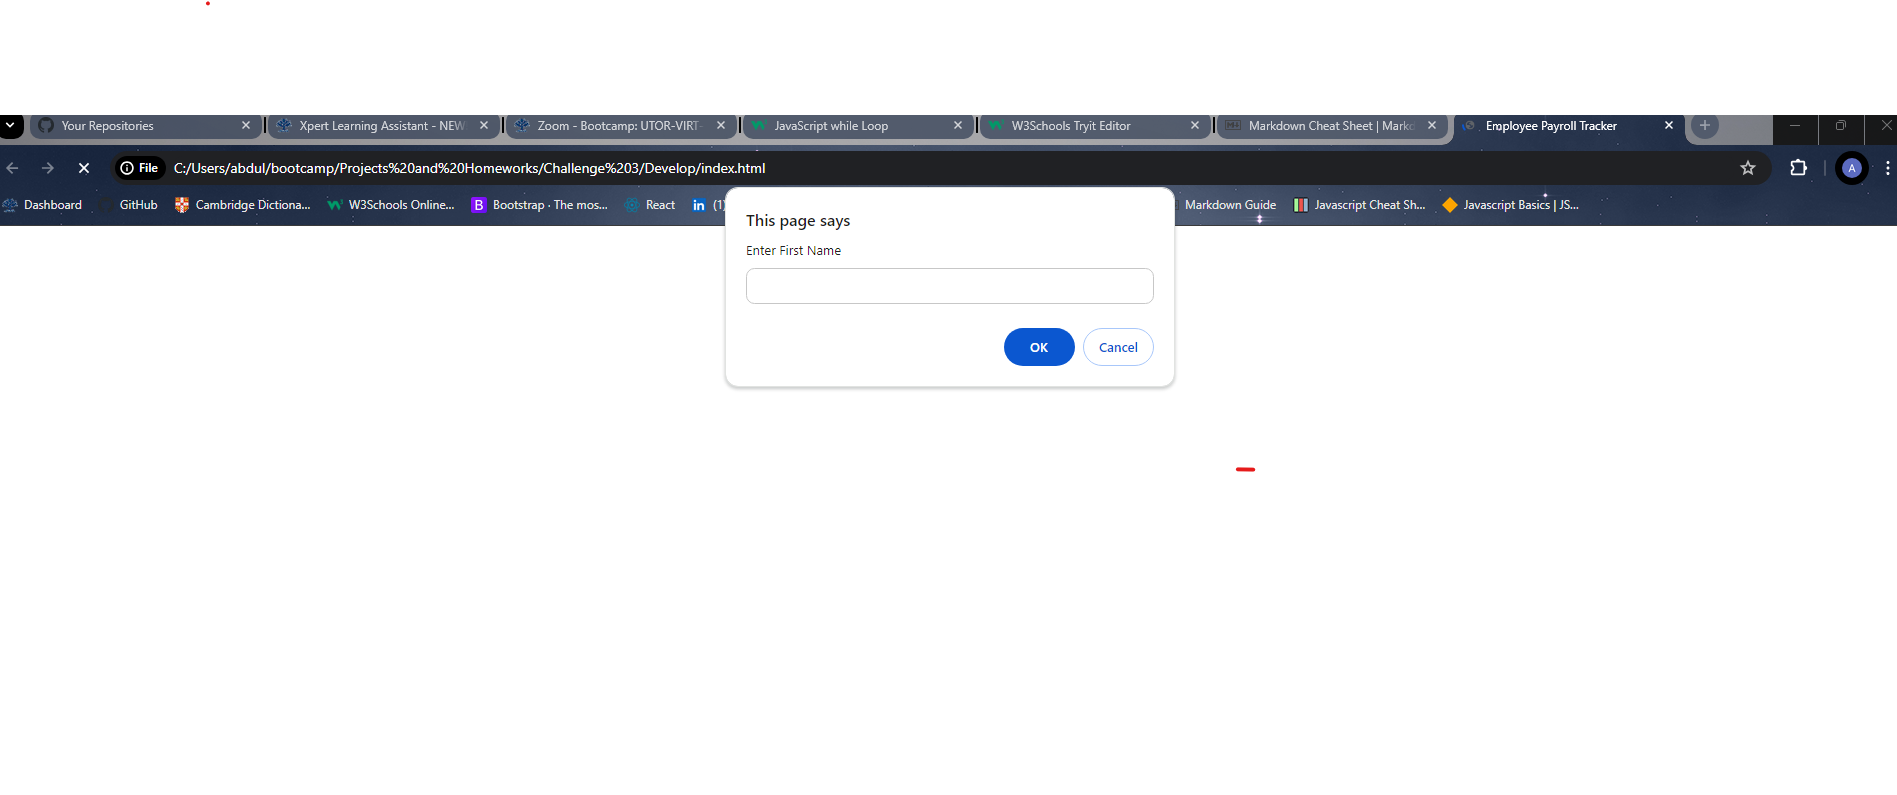 Your Repositories
Xpert Learning Assistant - NEW
Zoom - Bootcamp: UTOR-VIRT-
JavaScript while Loop
W3Schools Tryit Editor
Markdown Cheat Sheet | Markd
Employee Payroll Tracker
File C:/Users/abdul/bootcamp/Projects%20and%20Homeworks/Challenge%203/Develop/index.html
A
Dashboard
GitHub
Cambridge Dictiona...
W3Schools Online...
B Bootstrap · The mos...
React
in (1)
Markdown Guide
Javascript Cheat Sh...
Javascript Basics | JS...
This page says
Enter First Name
OK
Cancel